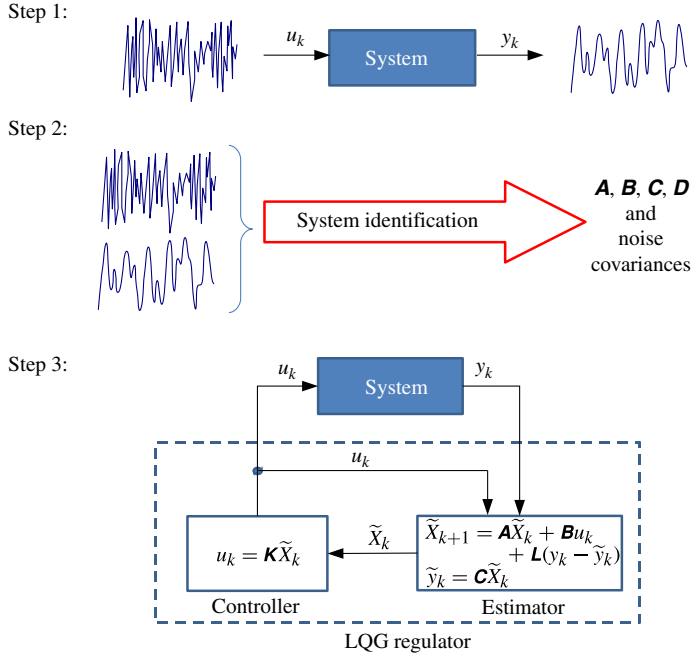 Step 1:
u_k
System
y_k
Step 2:
System identification
A, B, C, D
and
noise
covariances
Step 3:
u_k
System
y_k
u_k
u_k = KX̃_k
X̃_k
X̃_{k+1} = AX̃_k + Bu_k
+ L(y_k − ỹ_k)
ỹ_k = CX̃_k
Controller
Estimator
LQG regulator